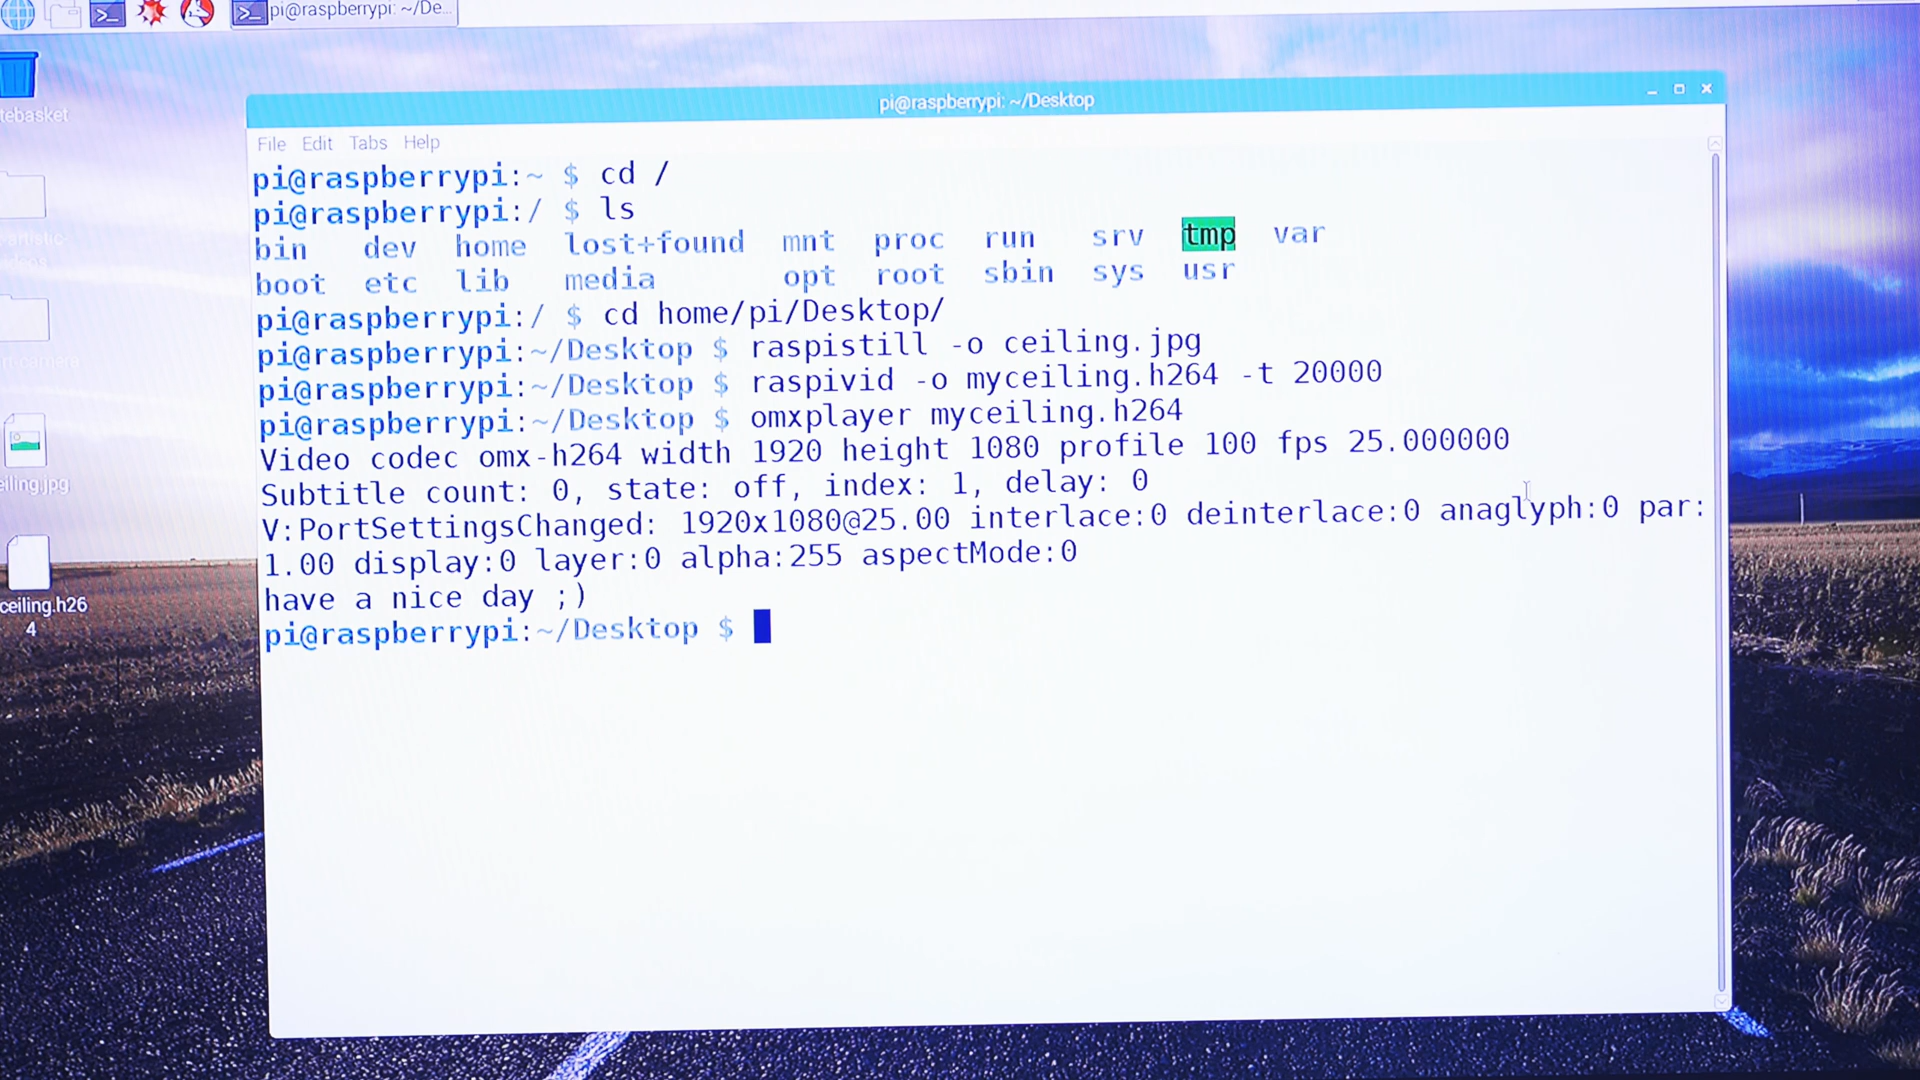 pi@raspberrypi: ~/De...
pi@raspberrypi: ~/Desktop
File Edit Tabs Help
pi@raspberrypi:~ $ cd /
pi@raspberrypi:/ $ ls
bin dev home lost+found mnt proc run srv tmp var
boot etc lib media opt root sbin sys usr
pi@raspberrypi:/ $ cd home/pi/Desktop/
pi@raspberrypi:~/Desktop $ raspistill -o ceiling.jpg
pi@raspberrypi:~/Desktop $ raspivid -o myceiling.h264 -t 20000
pi@raspberrypi:~/Desktop $ omxplayer myceiling.h264
Video codec omx-h264 width 1920 height 1080 profile 100 fps 25.000000
Subtitle count: 0, state: off, index: 1, delay: 0
V:PortSettingsChanged: 1920x1080@25.00 interlace:0 deinterlace:0 anaglyph:0 par:
1.00 display:0 layer:0 alpha:255 aspectMode:0
have a nice day ;)
pi@raspberrypi:~/Desktop $
tebasket
artistic-
rt-camera
eiling.jpg
ceiling.h26
4